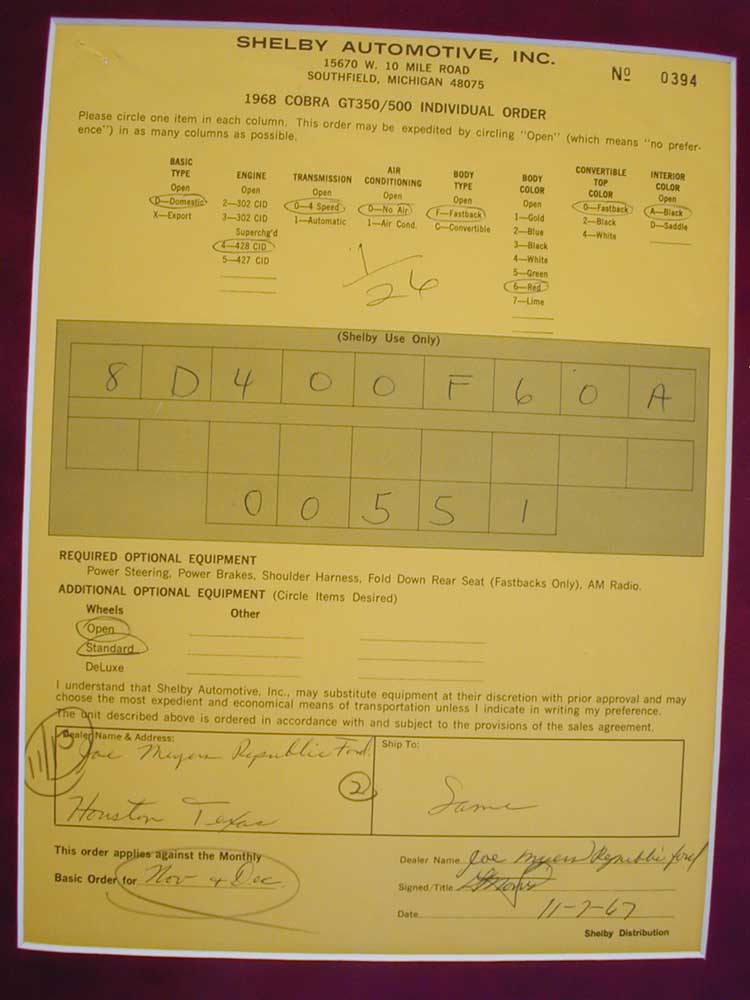 SHELBY AUTOMOTIVE, INC.
15670 W. 10 MILE ROAD
SOUTHFIELD, MICHIGAN 48075
Nº 0394
1968 COBRA GT350/500 INDIVIDUAL ORDER
Please circle one item in each column. This order may be expedited by circling "Open" (which means "no prefer-
ence") in as many columns as possible.
BASIC TYPE
Open
D—Domestic
X—Export
ENGINE
Open
2—302 CID
3—302 CID
Superchg'd
4—428 CID
5—427 CID
TRANSMISSION
Open
0—4 Speed
1—Automatic
AIR CONDITIONING
Open
0—No Air
1—Air Cond.
BODY TYPE
Open
F—Fastback
C—Convertible
BODY COLOR
Open
1—Gold
2—Blue
3—Black
4—White
5—Green
6—Red
7—Lime
CONVERTIBLE TOP COLOR
0—Fastback
2—Black
4—White
INTERIOR COLOR
Open
A—Black
D—Saddle
1/26
(Shelby Use Only)
8 D 4 0 0 F 6 0 A
0 0 5 5 1
REQUIRED OPTIONAL EQUIPMENT
Power Steering, Power Brakes, Shoulder Harness, Fold Down Rear Seat (Fastbacks Only), AM Radio.
ADDITIONAL OPTIONAL EQUIPMENT (Circle Items Desired)
Wheels Other
Open
Standard
DeLuxe
I understand that Shelby Automotive, Inc., may substitute equipment at their discretion with prior approval and may
choose the most expedient and economical means of transportation unless I indicate in writing my preference.
The unit described above is ordered in accordance with and subject to the provisions of the sales agreement.
Dealer Name & Address:
Joe Meyers Republic Ford.
2
Houston Texas
Ship To:
Same
This order applies against the Monthly
Basic Order for Nov & Dec.
Dealer Name Joe Myers Republic Ford
Signed/Title
Date 11-7-67
Shelby Distribution